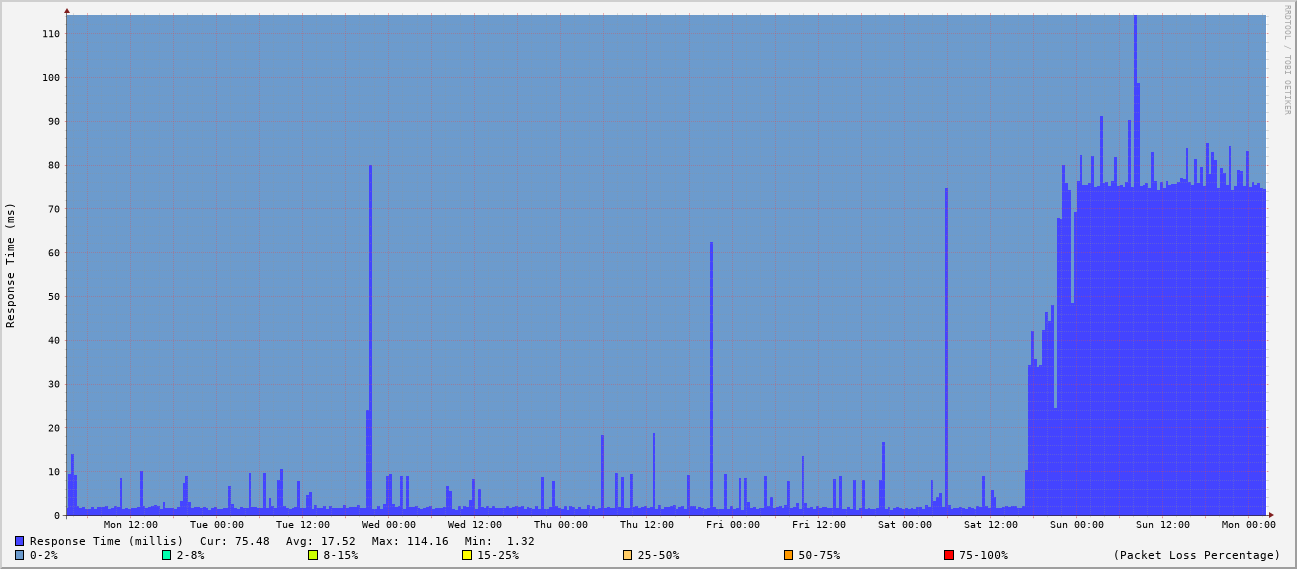 RRDTOOL / TOBI OETIKER
Response Time (ms)
110
100
90
80
70
60
50
40
30
20
10
0
Mon 12:00 Tue 00:00 Tue 12:00 Wed 00:00 Wed 12:00 Thu 00:00 Thu 12:00 Fri 00:00 Fri 12:00 Sat 00:00 Sat 12:00 Sun 00:00 Sun 12:00 Mon 00:00
Response Time (millis) Cur: 75.48 Avg: 17.52 Max: 114.16 Min: 1.32
0-2% 2-8% 8-15% 15-25% 25-50% 50-75% 75-100% (Packet Loss Percentage)